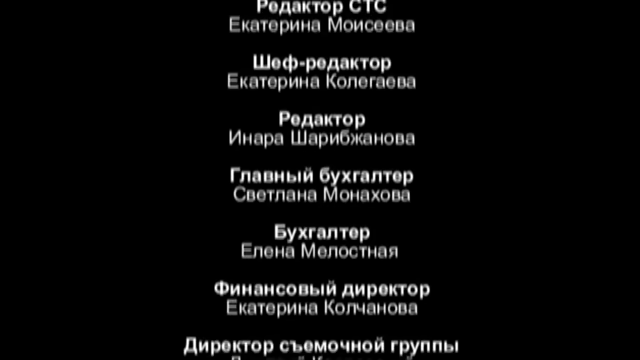 Редактор СТС
Екатерина Моисеева
Шеф-редактор
Екатерина Колегаева
Редактор
Инара Шарибжанова
Главный бухгалтер
Светлана Монахова
Бухгалтер
Елена Мелостная
Финансовый директор
Екатерина Колчанова
Директор съемочной группы